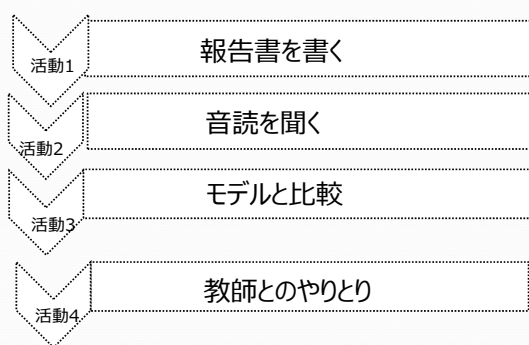 活動1
報告書を書く
活動2
音読を聞く
活動3
モデルと比較
活動4
教師とのやりとり